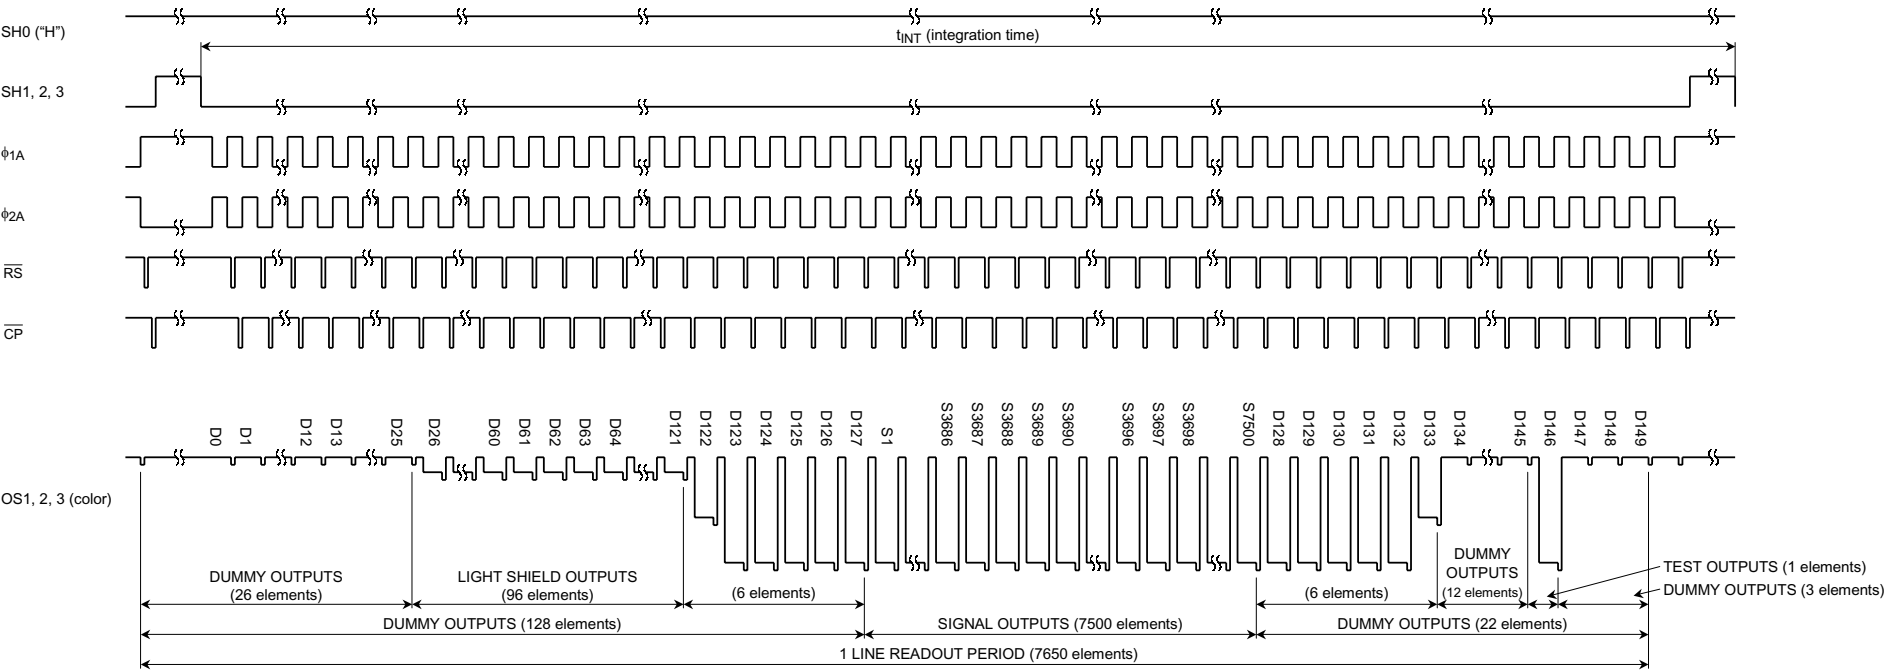 SH0 (“H”)
tINT (integration time)
SH1, 2, 3
ϕ1A
ϕ2A
RS
CP
D0
D1
D12
D13
D25
D26
D60
D61
D62
D63
D64
D121
D122
D123
D124
D125
D126
D127
S1
S3686
S3687
S3688
S3689
S3690
S3696
S3697
S3698
S7500
D128
D129
D130
D131
D132
D133
D134
D145
D146
D147
D148
D149
OS1, 2, 3 (color)
DUMMY OUTPUTS
(26 elements)
LIGHT SHIELD OUTPUTS
(96 elements)
(6 elements)
(6 elements)
DUMMY
OUTPUTS
(12 elements)
TEST OUTPUTS (1 elements)
DUMMY OUTPUTS (3 elements)
DUMMY OUTPUTS (128 elements)
SIGNAL OUTPUTS (7500 elements)
DUMMY OUTPUTS (22 elements)
1 LINE READOUT PERIOD (7650 elements)